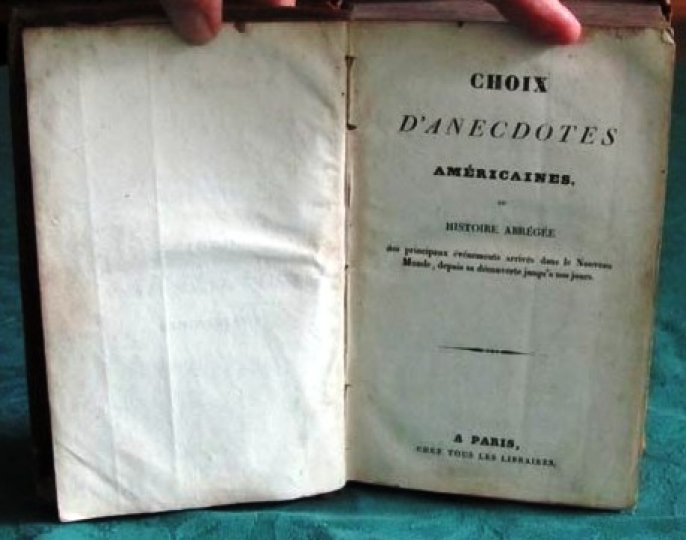 CHOIX
D'ANECDOTES
AMÉRICAINES,
OU
HISTOIRE ABRÉGÉE
des principaux événements arrivés dans le Nouveau
Monde, depuis sa découverte jusqu'à nos jours.
A PARIS,
CHEZ TOUS LES LIBRAIRES.